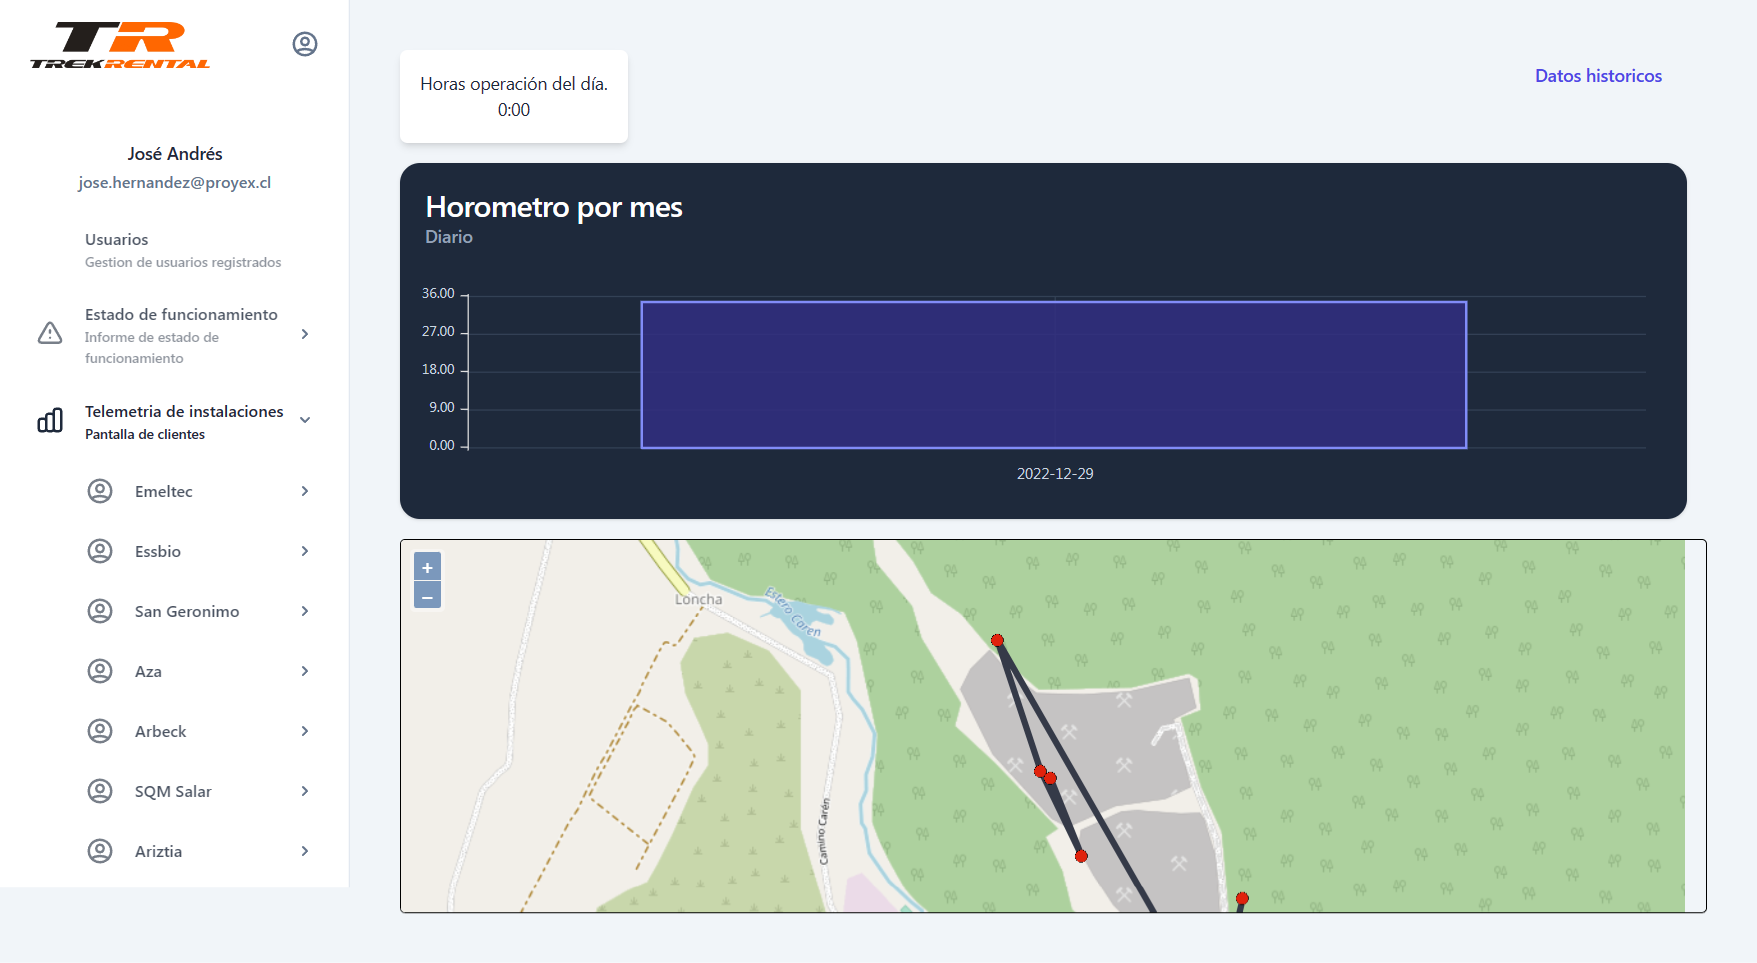 TR
TREKRENTAL
José Andrés
jose.hernandez@proyex.cl
Usuarios
Gestion de usuarios registrados
Estado de funcionamiento
Informe de estado de
funcionamiento
Telemetria de instalaciones
Pantalla de clientes
Emeltec
Essbio
San Geronimo
Aza
Arbeck
SQM Salar
Ariztia
Horas operación del día.
0:00
Datos historicos
Horometro por mes
Diario
36.00
27.00
18.00
9.00
0.00
2022-12-29
+
−
Loncha
Estero Caren
Camino Carén